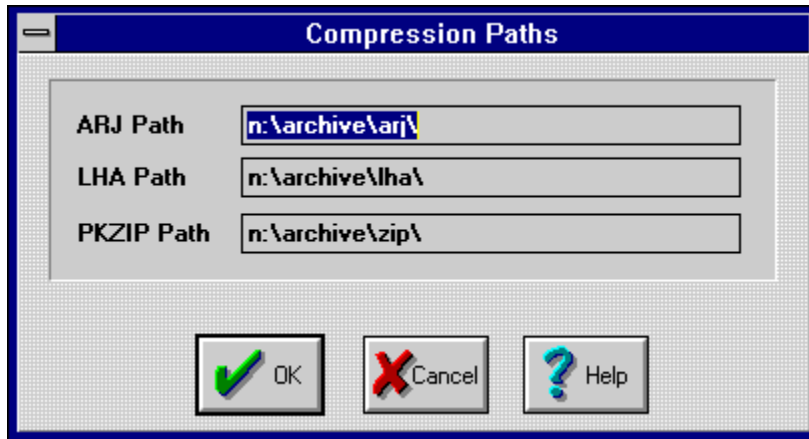 Compression Paths
ARJ Path n:\archive\arj\
LHA Path n:\archive\lha\
PKZIP Path n:\archive\zip\
OK Cancel Help